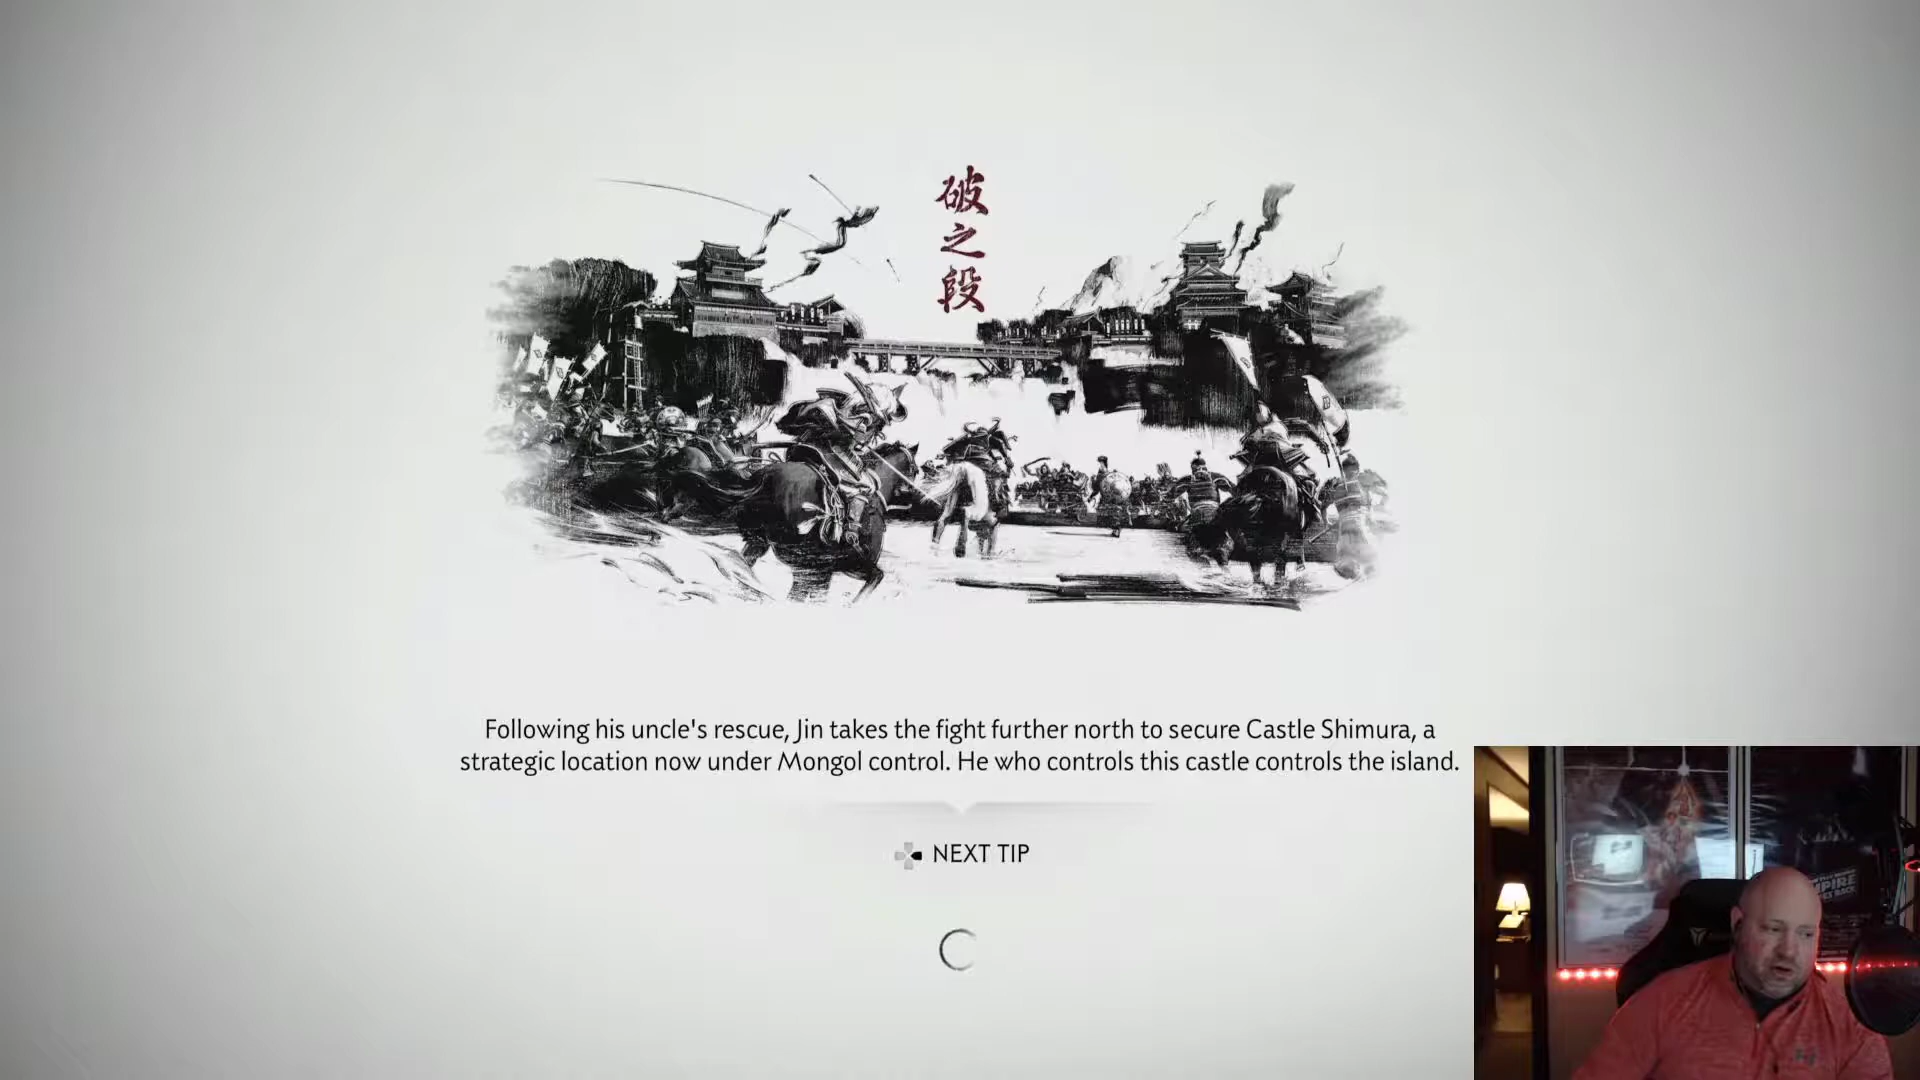 破之段
Following his uncle's rescue, Jin takes the fight further north to secure Castle Shimura, a
strategic location now under Mongol control. He who controls this castle controls the island.
NEXT TIP